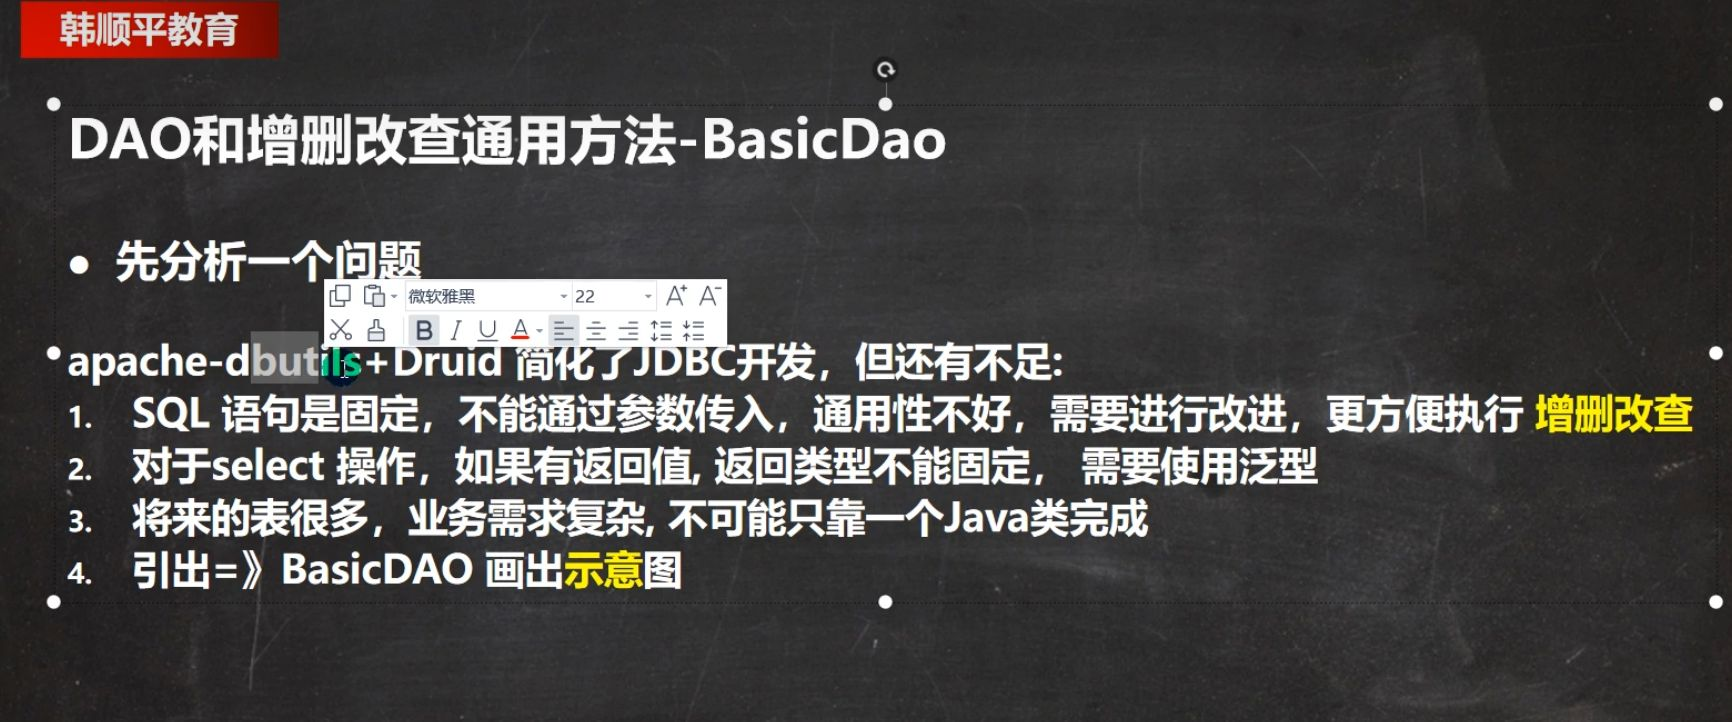 韩顺平教育
DAO和增删改查通用方法-BasicDao
● 先分析一个问题
微软雅黑 22 A+ A-
B I U A
apache-dbutils+Druid 简化了JDBC开发，但还有不足:
1. SQL 语句是固定，不能通过参数传入，通用性不好，需要进行改进，更方便执行 增删改查
2. 对于select 操作，如果有返回值, 返回类型不能固定， 需要使用泛型
3. 将来的表很多，业务需求复杂, 不可能只靠一个Java类完成
4. 引出=》BasicDAO 画出示意图